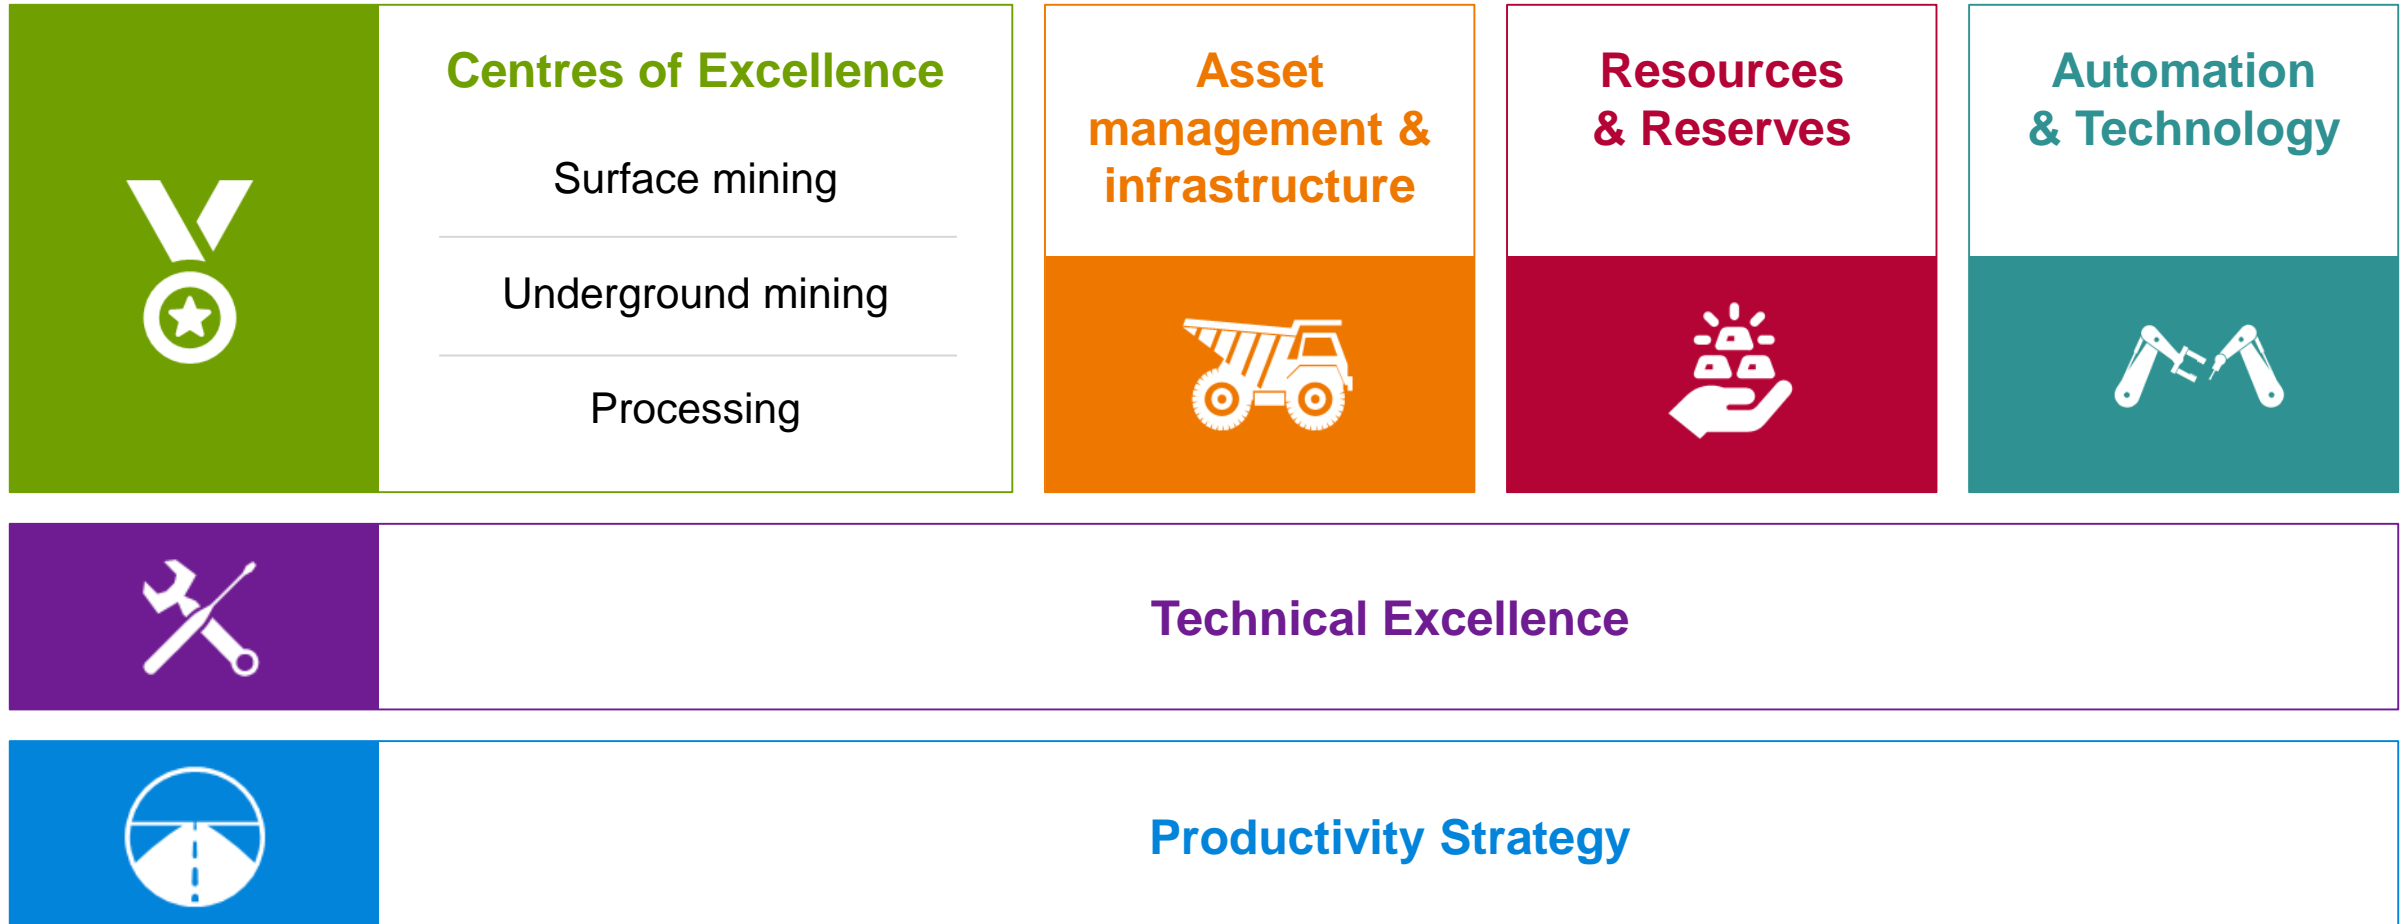 Centres of Excellence
Surface mining
Underground mining
Processing
Asset
management &
infrastructure
Resources
& Reserves
Automation
& Technology
Technical Excellence
Productivity Strategy